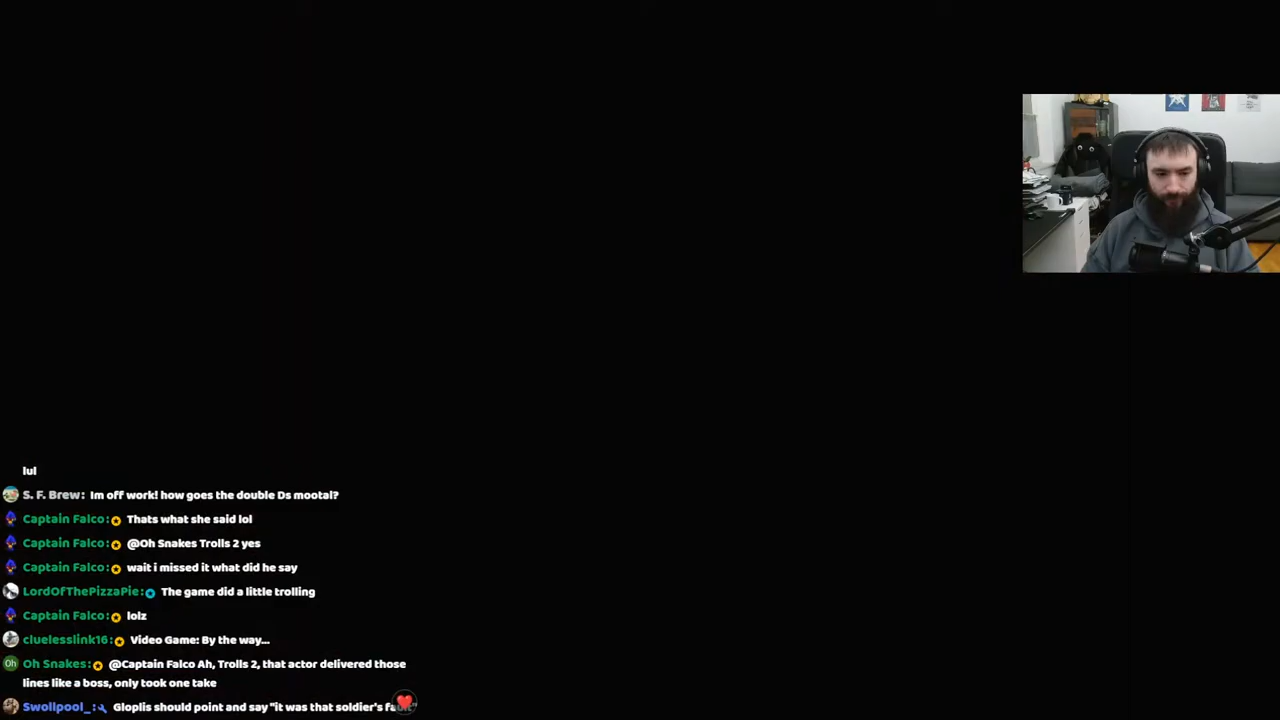 lul
S. F. Brew: Im off work! how goes the double Ds mootal?
Captain Falco: Thats what she said lol
Captain Falco: @Oh Snakes Trolls 2 yes
Captain Falco: wait i missed it what did he say
LordOfThePizzaPie: The game did a little trolling
Captain Falco: lolz
cluelesslink16: Video Game: By the way...
Oh Snakes: @Captain Falco Ah, Trolls 2, that actor delivered those
lines like a boss, only took one take
Swollpool_: Gloplis should point and say "it was that soldier's